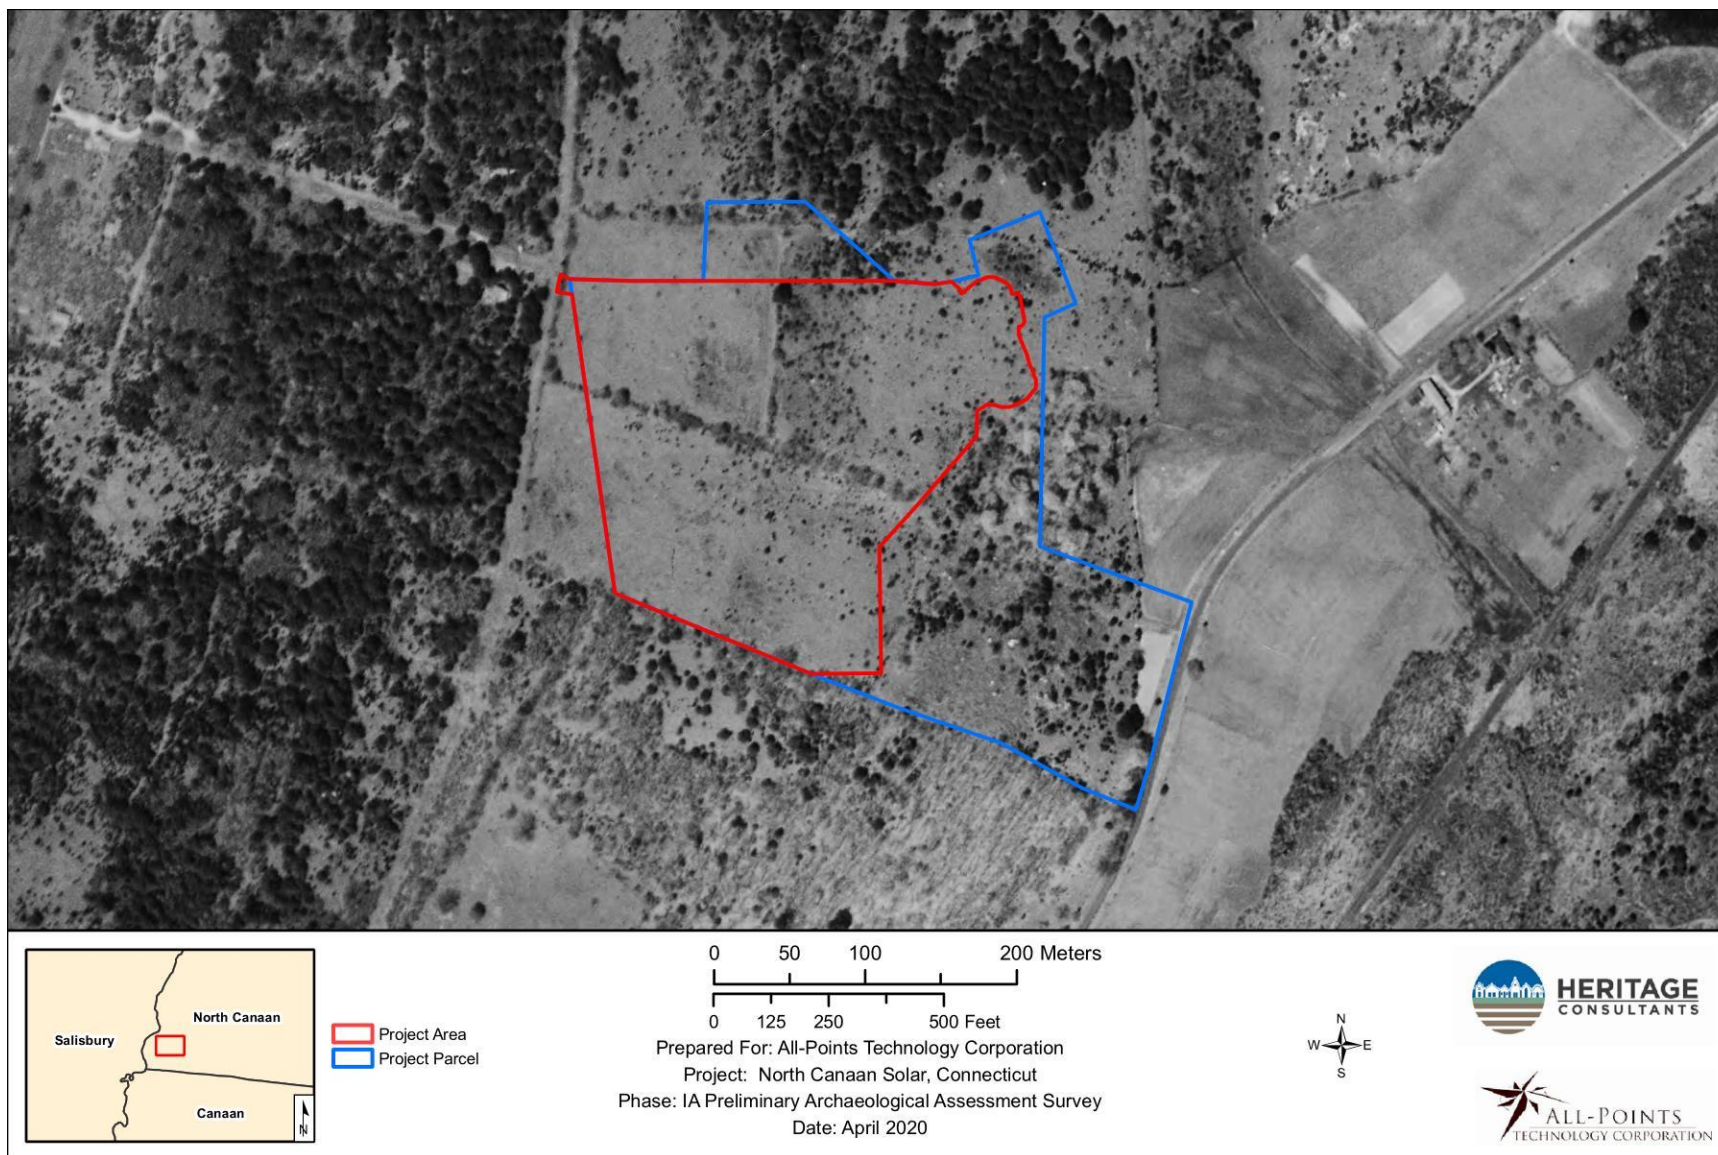 North Canaan
Salisbury
Canaan
N
Project Area
Project Parcel
0 50 100 200 Meters
0 125 250 500 Feet
Prepared For: All-Points Technology Corporation
Project: North Canaan Solar, Connecticut
Phase: IA Preliminary Archaeological Assessment Survey
Date: April 2020
N
W E
S
HERITAGE
CONSULTANTS
ALL-POINTS
TECHNOLOGY CORPORATION